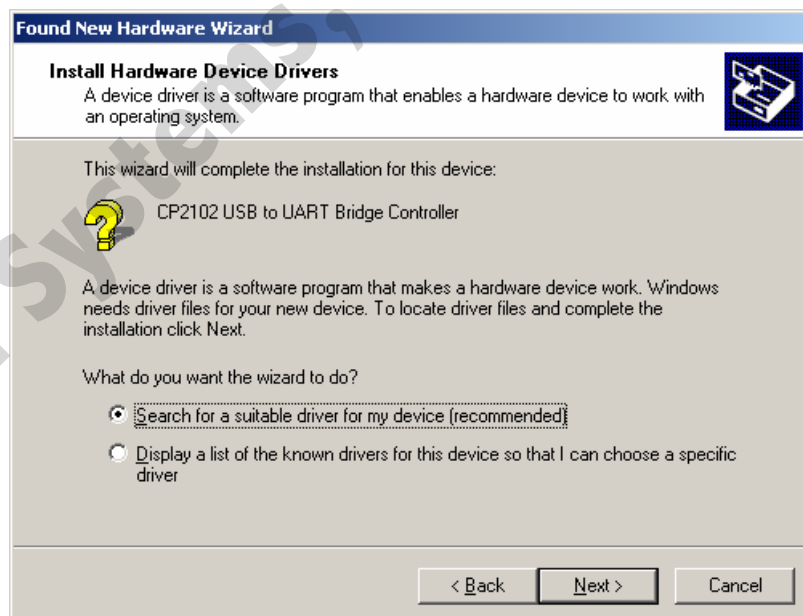 Found New Hardware Wizard
Install Hardware Device Drivers
A device driver is a software program that enables a hardware device to work with
an operating system.
This wizard will complete the installation for this device:
CP2102 USB to UART Bridge Controller
A device driver is a software program that makes a hardware device work. Windows
needs driver files for your new device. To locate driver files and complete the
installation click Next.
What do you want the wizard to do?
Search for a suitable driver for my device (recommended)
Display a list of the known drivers for this device so that I can choose a specific
driver
< Back
Next >
Cancel
Systems,